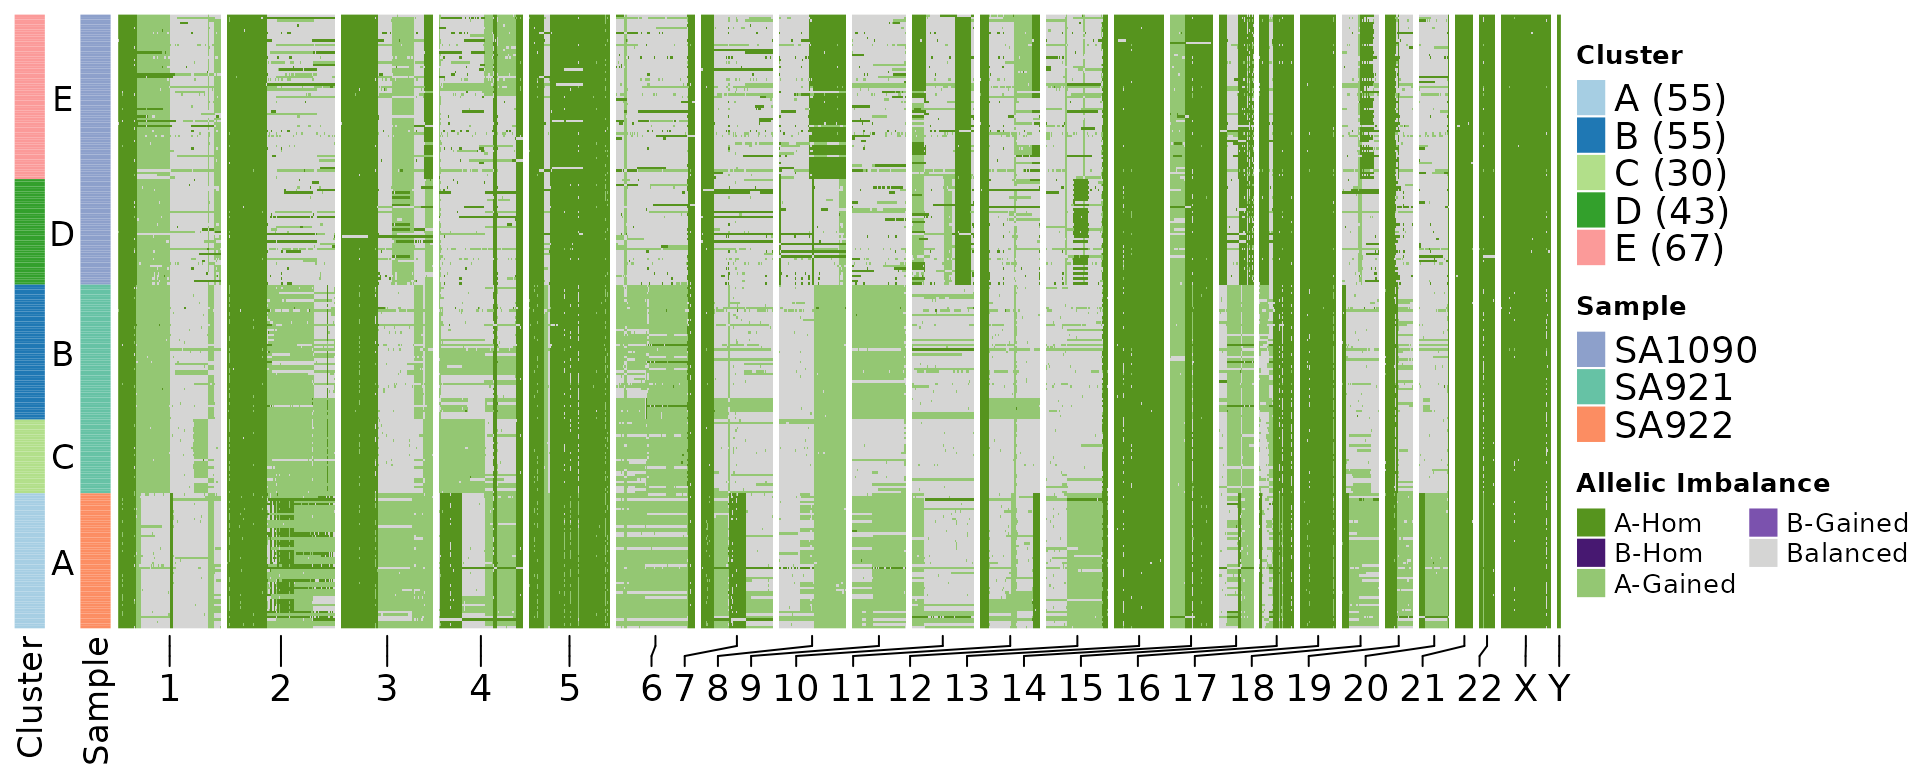 E
D
B
C
A
Cluster
Sample
1 2 3 4 5 6 7 8 9 10 11 12 13 14 15 16 17 18 19 20 21 22 X Y
Cluster
A (55)
B (55)
C (30)
D (43)
E (67)
Sample
SA1090
SA921
SA922
Allelic Imbalance
A-Hom
B-Hom
A-Gained
B-Gained
Balanced